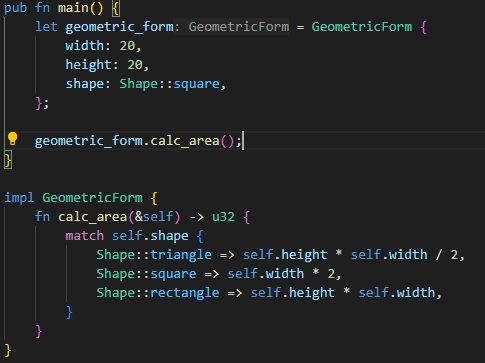 pub fn main() {
    let geometric_form: GeometricForm = GeometricForm {
        width: 20,
        height: 20,
        shape: Shape::square,
    };

    geometric_form.calc_area();
}

impl GeometricForm {
    fn calc_area(&self) -> u32 {
        match self.shape {
            Shape::triangle => self.height * self.width / 2,
            Shape::square => self.width * 2,
            Shape::rectangle => self.height * self.width,
        }
    }
}